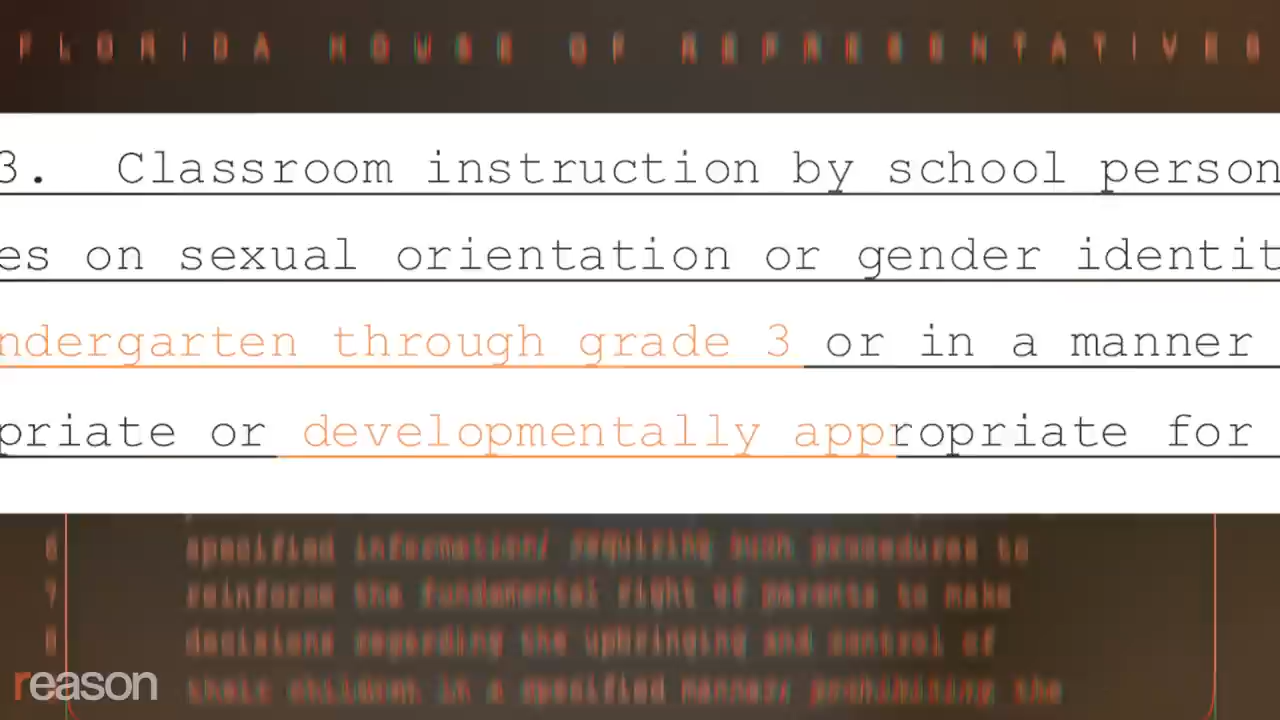 FLORIDA HOUSE OF REPRESENTATIVES
3. Classroom instruction by school person
es on sexual orientation or gender identit
ndergarten through grade 3 or in a manner
priate or developmentally appropriate for
6 specified information; requiring such procedures to
7 reinforce the fundamental right of parents to make
8 decisions regarding the upbringing and control of
their children in a specified manner; prohibiting the
reason